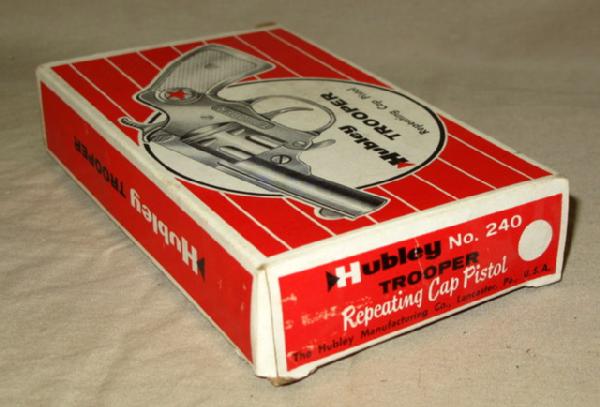 Hubley
TROOPER
Repeating Cap Pistol
Hubley TROOPER
Hubley No. 240
TROOPER
Repeating Cap Pistol
The Hubley Manufacturing Co., Lancaster, Pa., U.S.A.